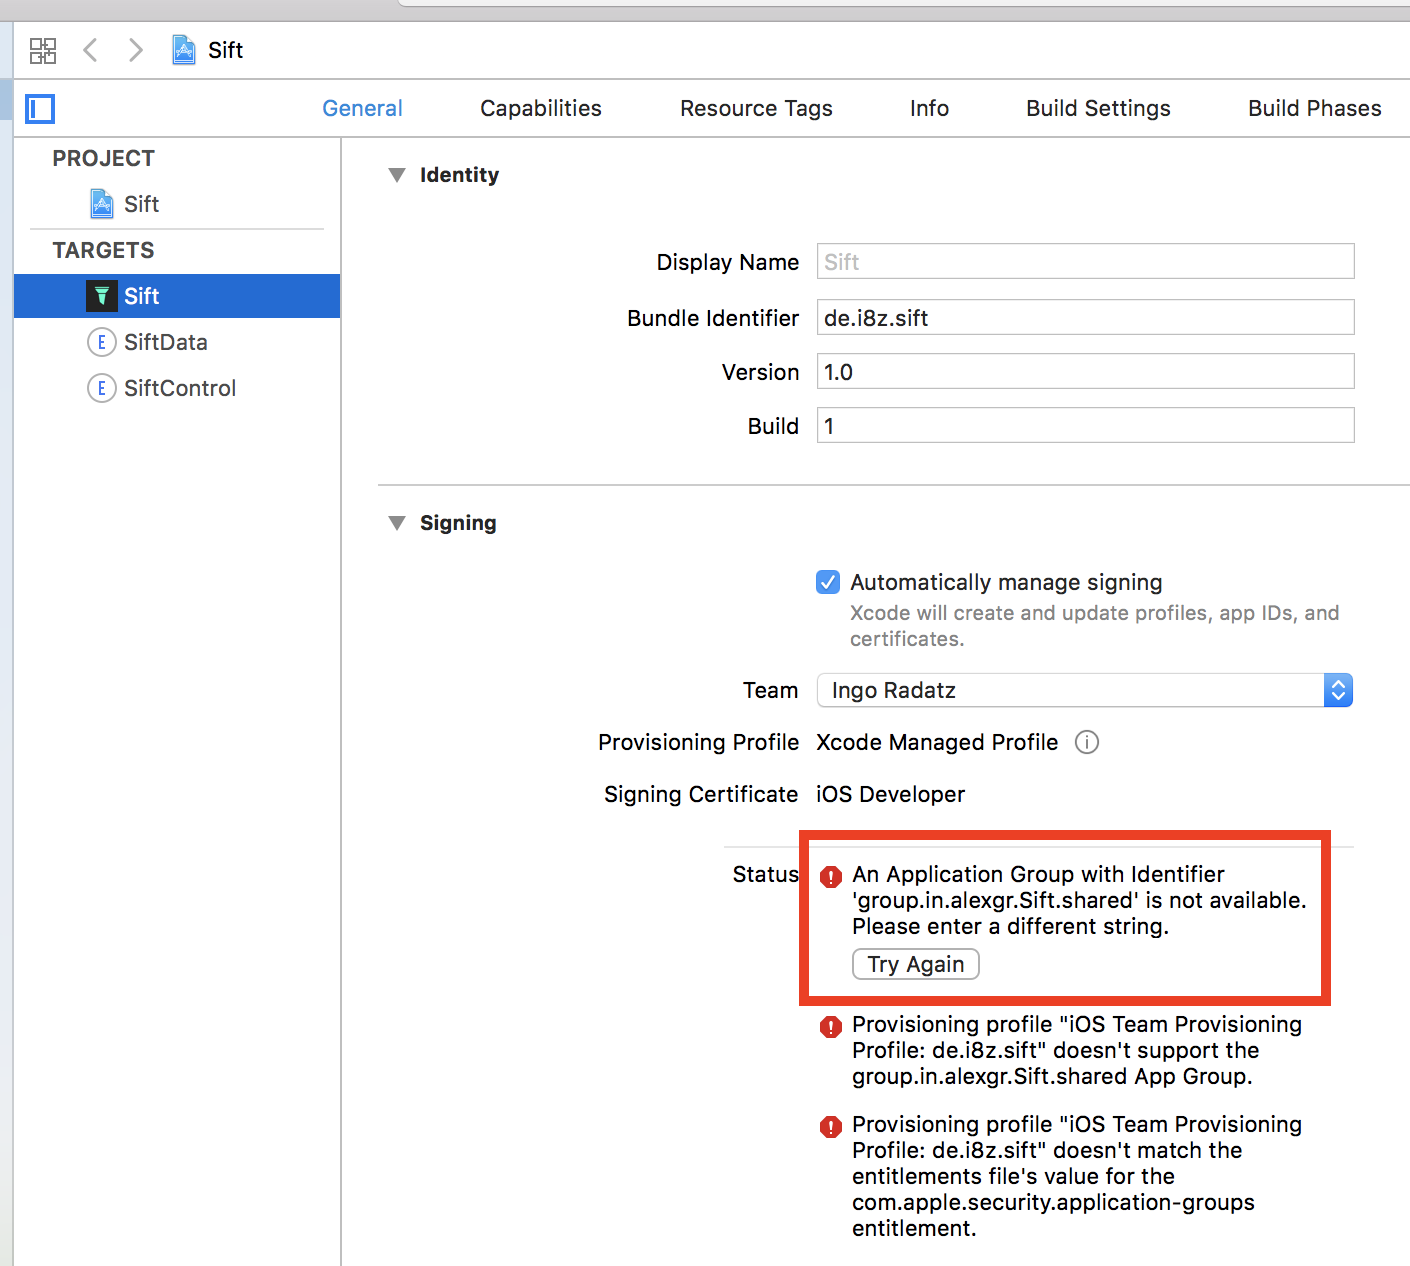 Sift
General
Capabilities
Resource Tags
Info
Build Settings
Build Phases
PROJECT
Sift
TARGETS
Sift
E SiftData
E SiftControl
Identity
Display Name Sift
Bundle Identifier de.i8z.sift
Version 1.0
Build 1
Signing
Automatically manage signing
Xcode will create and update profiles, app IDs, and
certificates.
Team Ingo Radatz
Provisioning Profile Xcode Managed Profile
Signing Certificate iOS Developer
Status An Application Group with Identifier
'group.in.alexgr.Sift.shared' is not available.
Please enter a different string.
Try Again
Provisioning profile "iOS Team Provisioning
Profile: de.i8z.sift" doesn't support the
group.in.alexgr.Sift.shared App Group.
Provisioning profile "iOS Team Provisioning
Profile: de.i8z.sift" doesn't match the
entitlements file's value for the
com.apple.security.application-groups
entitlement.